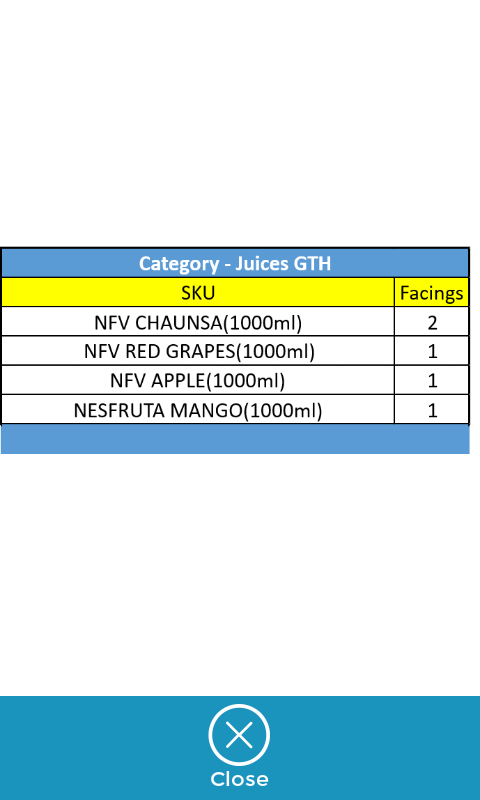 Category - Juices GTH
SKU Facings
NFV CHAUNSA(1000ml) 2
NFV RED GRAPES(1000ml) 1
NFV APPLE(1000ml) 1
NESFRUTA MANGO(1000ml) 1
Close